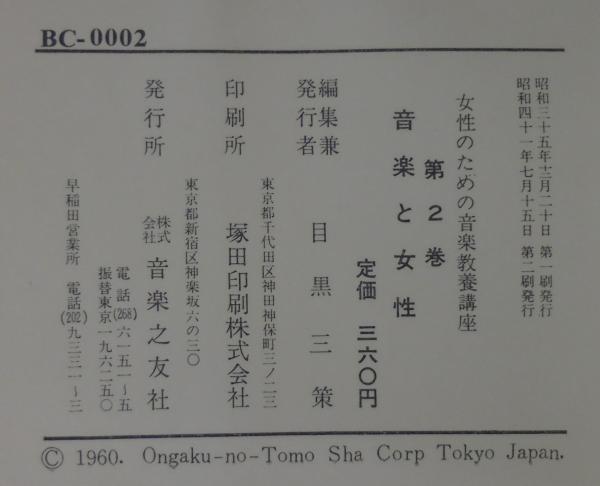 BC-0002
昭和三十五年十二月二十日 第一刷発行
昭和四十一年七月十五日 第二刷発行
女性のための音楽教養講座
第2巻
音楽と女性
定価 三六〇円
編集兼
発行者
目黒三策
東京都千代田区神田神保町三ノ二三
印刷所
塚田印刷株式会社
東京都新宿区神楽坂六の三〇
発行所
株式
会社
音楽之友社
電話(268)六一五一〜五
振替東京一九六二五〇
早稲田営業所 電話(202)九三三一〜三
© 1960. Ongaku-no-Tomo Sha Corp Tokyo Japan.